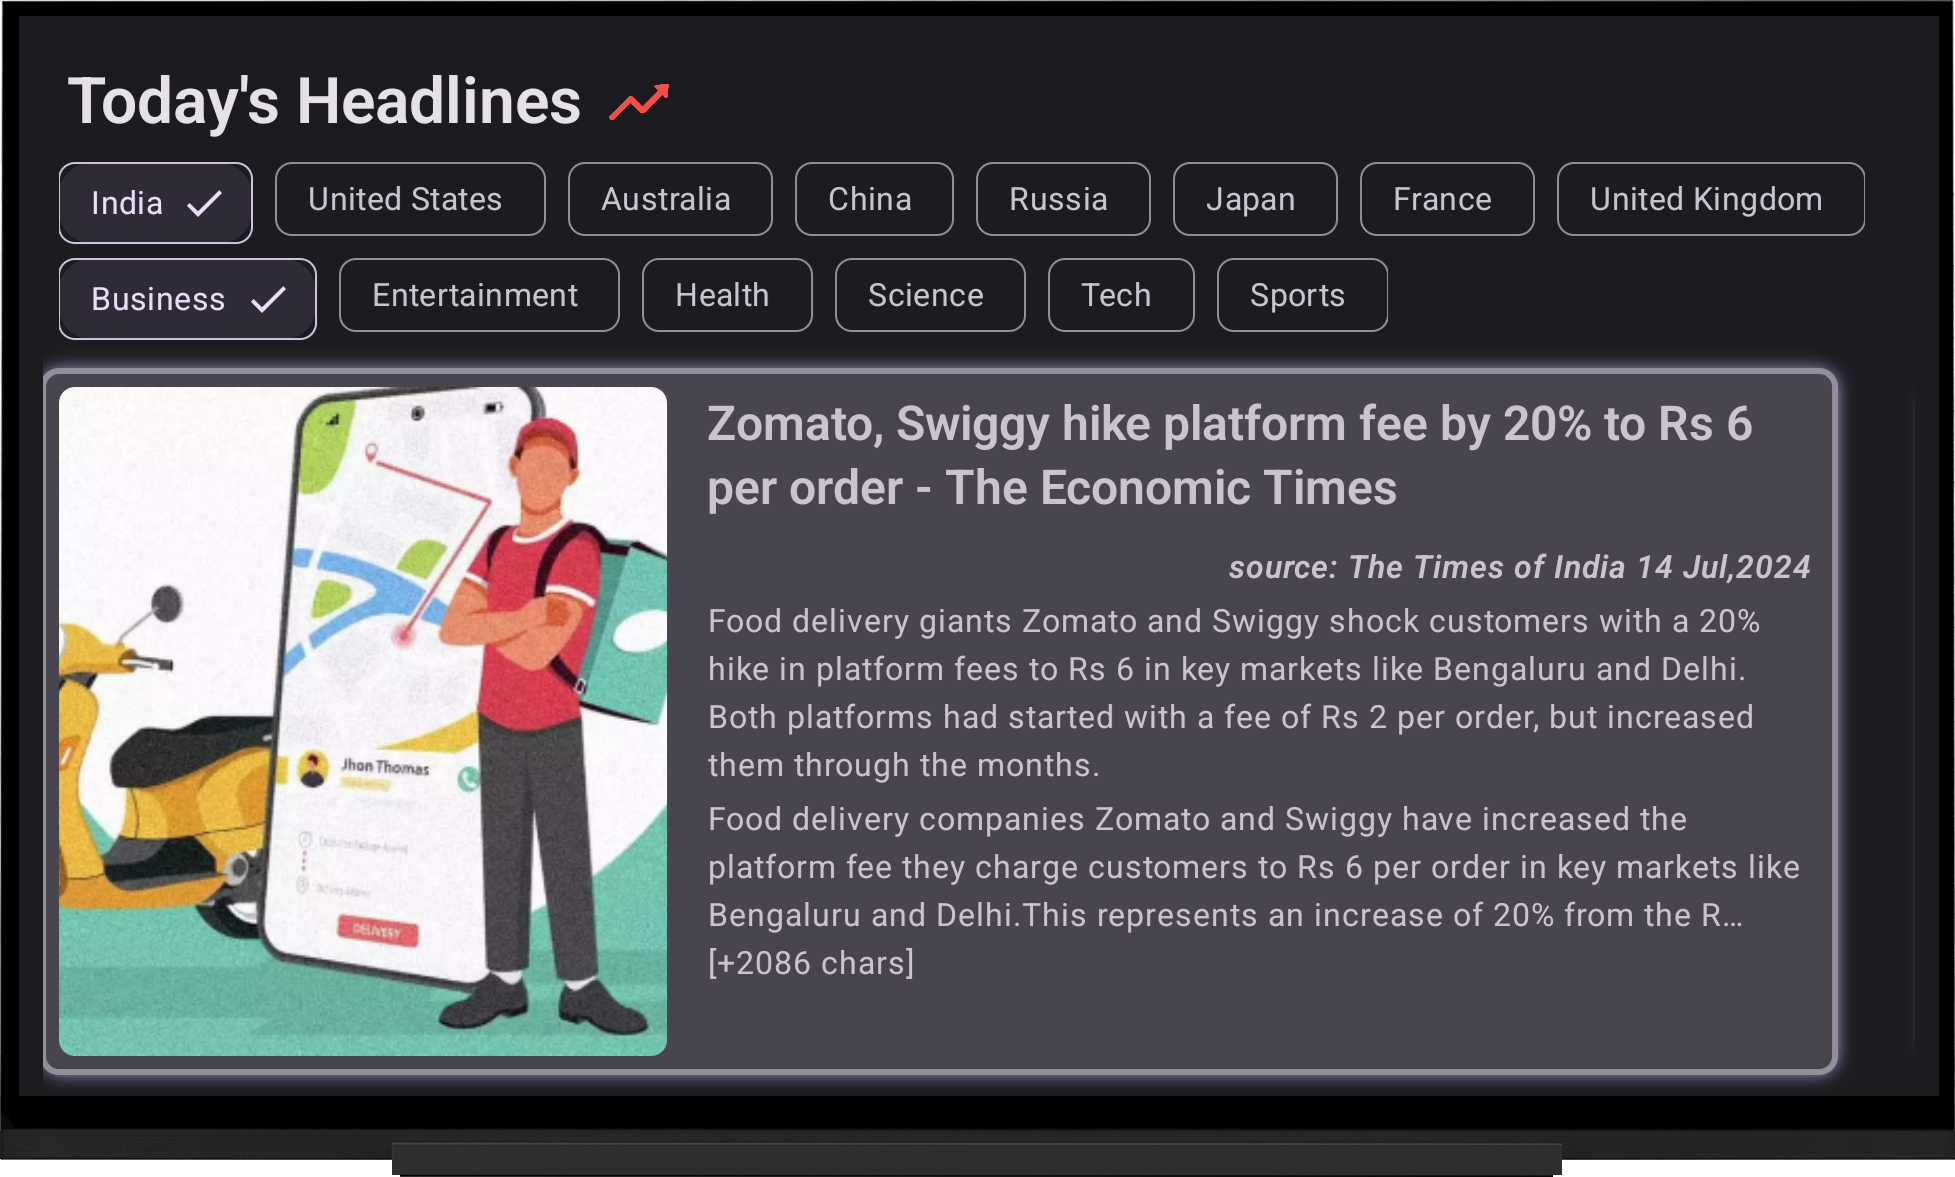 Today's Headlines
India
United States
Australia
China
Russia
Japan
France
United Kingdom
Business
Entertainment
Health
Science
Tech
Sports
Jhon Thomas
DELIVERY
Zomato, Swiggy hike platform fee by 20% to Rs 6
per order - The Economic Times
source: The Times of India 14 Jul,2024
Food delivery giants Zomato and Swiggy shock customers with a 20%
hike in platform fees to Rs 6 in key markets like Bengaluru and Delhi.
Both platforms had started with a fee of Rs 2 per order, but increased
them through the months.
Food delivery companies Zomato and Swiggy have increased the
platform fee they charge customers to Rs 6 per order in key markets like
Bengaluru and Delhi.This represents an increase of 20% from the R…
[+2086 chars]